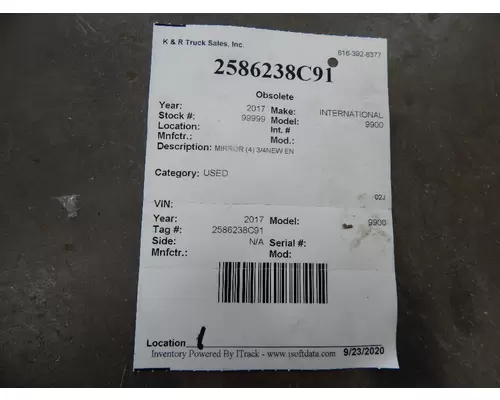 K & R Truck Sales, Inc. 616-392-8377
2586238C91
Obsolete
Year: 2017 Make: INTERNATIONAL
Stock #: 99999 Model: 9900
Location: Int. #
Mnfctr.: Mod.:
Description: MIRROR (4) 3/4NEW EN
Category: USED
02J
VIN:
Year: 2017 Model: 9900
Tag #: 2586238C91
Side: N/A Serial #:
Mnfctr.: Mod:
Location 1
Inventory Powered By ITrack - www.isoftdata.com 9/23/2020